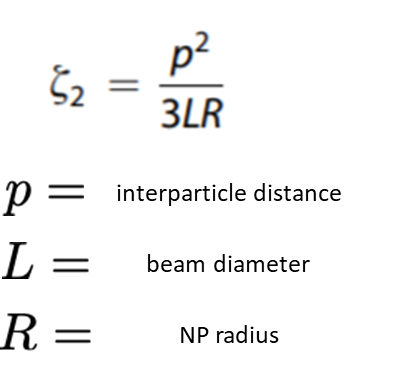 ζ₂ = p²/3LR
p = interparticle distance
L = beam diameter
R = NP radius